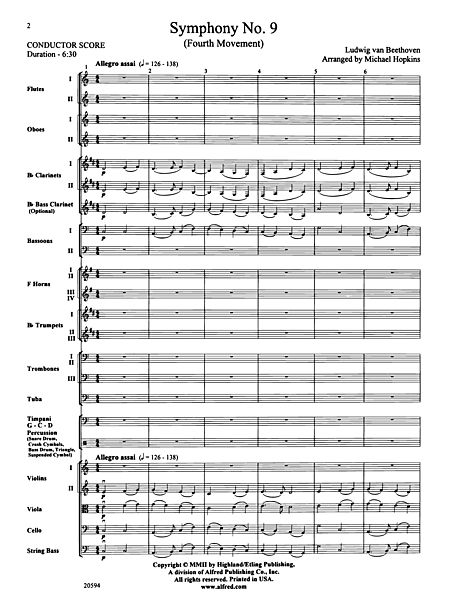 2
Symphony No. 9
(Fourth Movement)
CONDUCTOR SCORE
Duration - 6:30
Ludwig van Beethoven
Arranged by Michael Hopkins
Allegro assai (♩ = 126 - 138)
1 2 3 4 5 6
Flutes
I
II
Oboes
I
II
B♭ Clarinets
I
p
II
p
B♭ Bass Clarinet
(Optional)
p
Bassoons
I
p
II
F Horns
I
II
III
IV
B♭ Trumpets
I
II
III
Trombones
I
II
III
Tuba
Timpani
G - C - D
Percussion
(Snare Drum,
Crash Cymbals,
Bass Drum, Triangle,
Suspended Cymbal)
Allegro assai (♩ = 126 - 138)
Violins
I
II
p
Viola
p
Cello
p
String Bass
p
20594
Copyright © MMII by Highland/Etling Publishing,
A division of Alfred Publishing Co., Inc.
All rights reserved. Printed in USA.
www.alfred.com